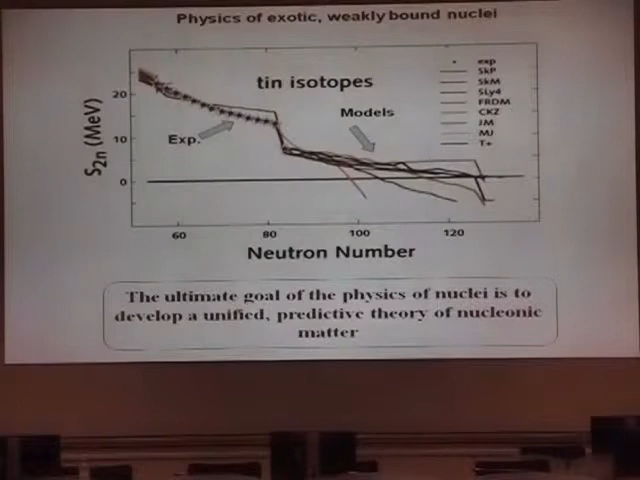 Physics of exotic, weakly bound nuclei
tin isotopes
exp
SkP
SkM
SLy4
FRDM
CKZ
JM
MJ
T+
Models
Exp.
S2n (MeV)
20
10
0
60
80
100
120
Neutron Number
The ultimate goal of the physics of nuclei is to
develop a unified, predictive theory of nucleonic
matter